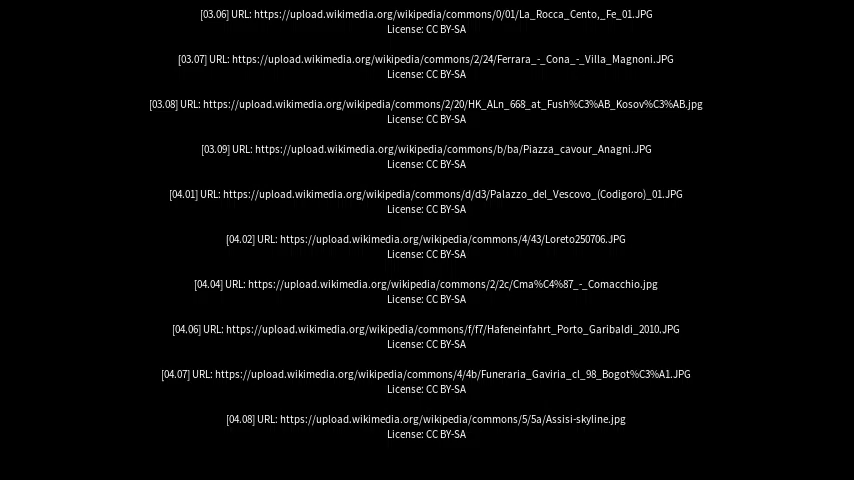 [03.06] URL: https://upload.wikimedia.org/wikipedia/commons/0/01/La_Rocca_Cento,_Fe_01.JPG
License: CC BY-SA
[03.07] URL: https://upload.wikimedia.org/wikipedia/commons/2/24/Ferrara_-_Cona_-_Villa_Magnoni.JPG
License: CC BY-SA
[03.08] URL: https://upload.wikimedia.org/wikipedia/commons/2/20/HK_ALn_668_at_Fush%C3%AB_Kosov%C3%AB.jpg
License: CC BY-SA
[03.09] URL: https://upload.wikimedia.org/wikipedia/commons/b/ba/Piazza_cavour_Anagni.JPG
License: CC BY-SA
[04.01] URL: https://upload.wikimedia.org/wikipedia/commons/d/d3/Palazzo_del_Vescovo_(Codigoro)_01.JPG
License: CC BY-SA
[04.02] URL: https://upload.wikimedia.org/wikipedia/commons/4/43/Loreto250706.JPG
License: CC BY-SA
[04.04] URL: https://upload.wikimedia.org/wikipedia/commons/2/2c/Cma%C4%87_-_Comacchio.jpg
License: CC BY-SA
[04.06] URL: https://upload.wikimedia.org/wikipedia/commons/f/f7/Hafeneinfahrt_Porto_Garibaldi_2010.JPG
License: CC BY-SA
[04.07] URL: https://upload.wikimedia.org/wikipedia/commons/4/4b/Funeraria_Gaviria_cl_98_Bogot%C3%A1.JPG
License: CC BY-SA
[04.08] URL: https://upload.wikimedia.org/wikipedia/commons/5/5a/Assisi-skyline.jpg
License: CC BY-SA